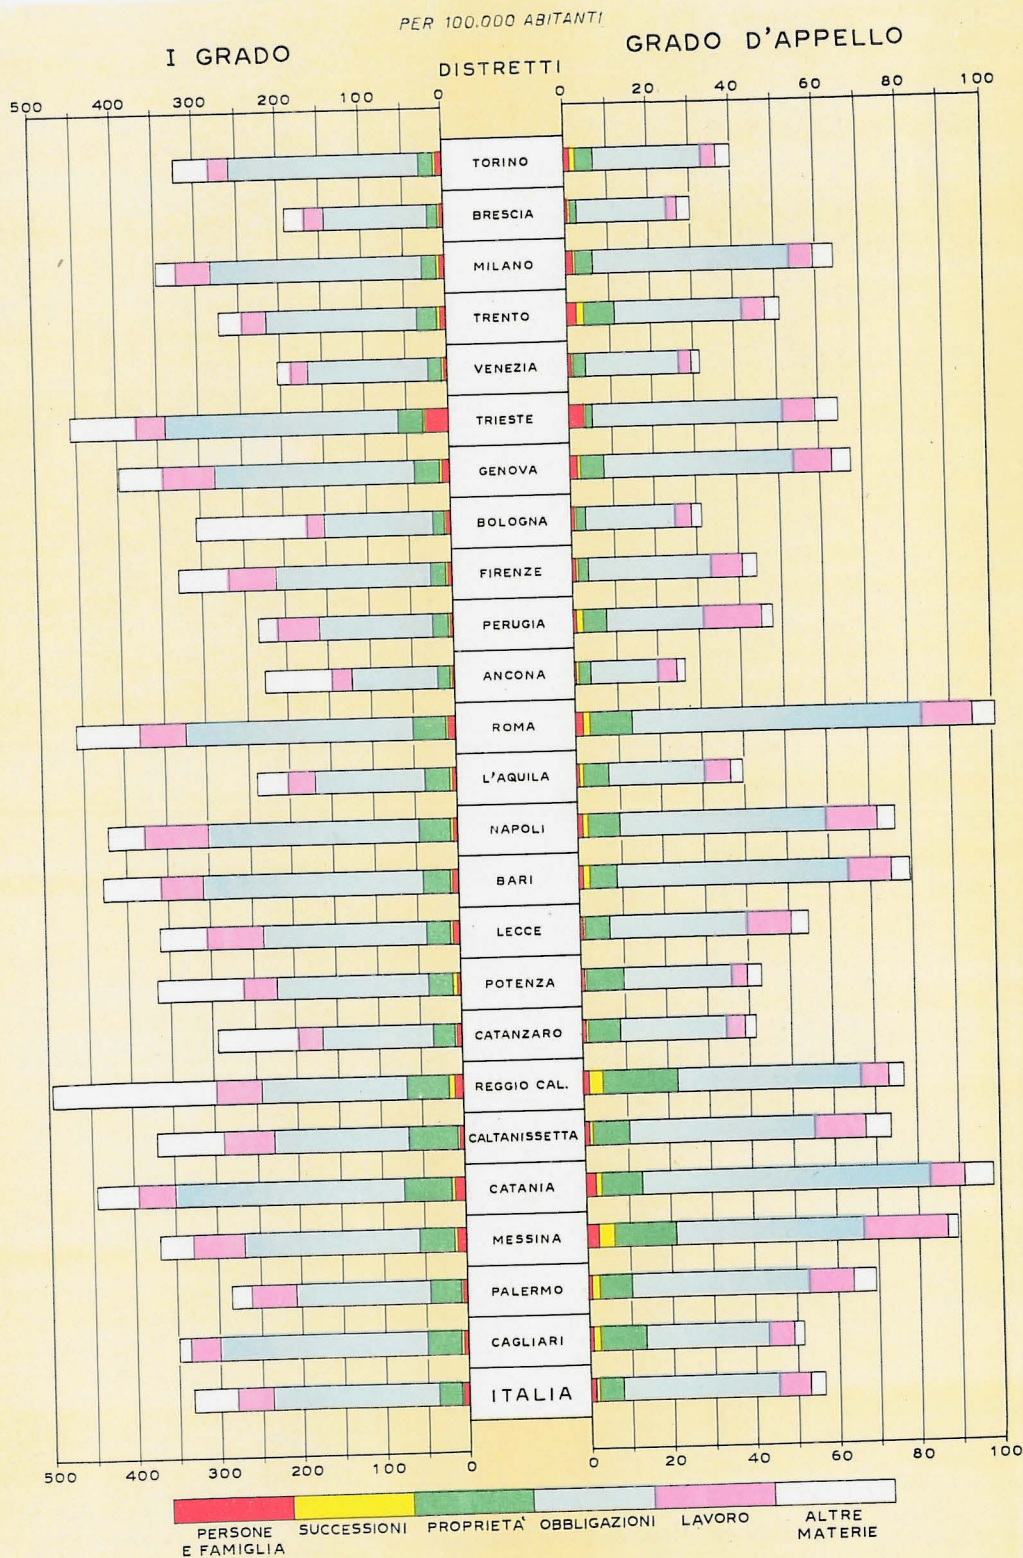 PER 100.000 ABITANTI
I GRADO
DISTRETTI
GRADO D'APPELLO
500 400 300 200 100 0
0 20 40 60 80 100
TORINO
BRESCIA
MILANO
TRENTO
VENEZIA
TRIESTE
GENOVA
BOLOGNA
FIRENZE
PERUGIA
ANCONA
ROMA
L'AQUILA
NAPOLI
BARI
LECCE
POTENZA
CATANZARO
REGGIO CAL.
CALTANISSETTA
CATANIA
MESSINA
PALERMO
CAGLIARI
ITALIA
500 400 300 200 100 0
0 20 40 60 80 100
PERSONE
E FAMIGLIA
SUCCESSIONI
PROPRIETA'
OBBLIGAZIONI
LAVORO
ALTRE
MATERIE